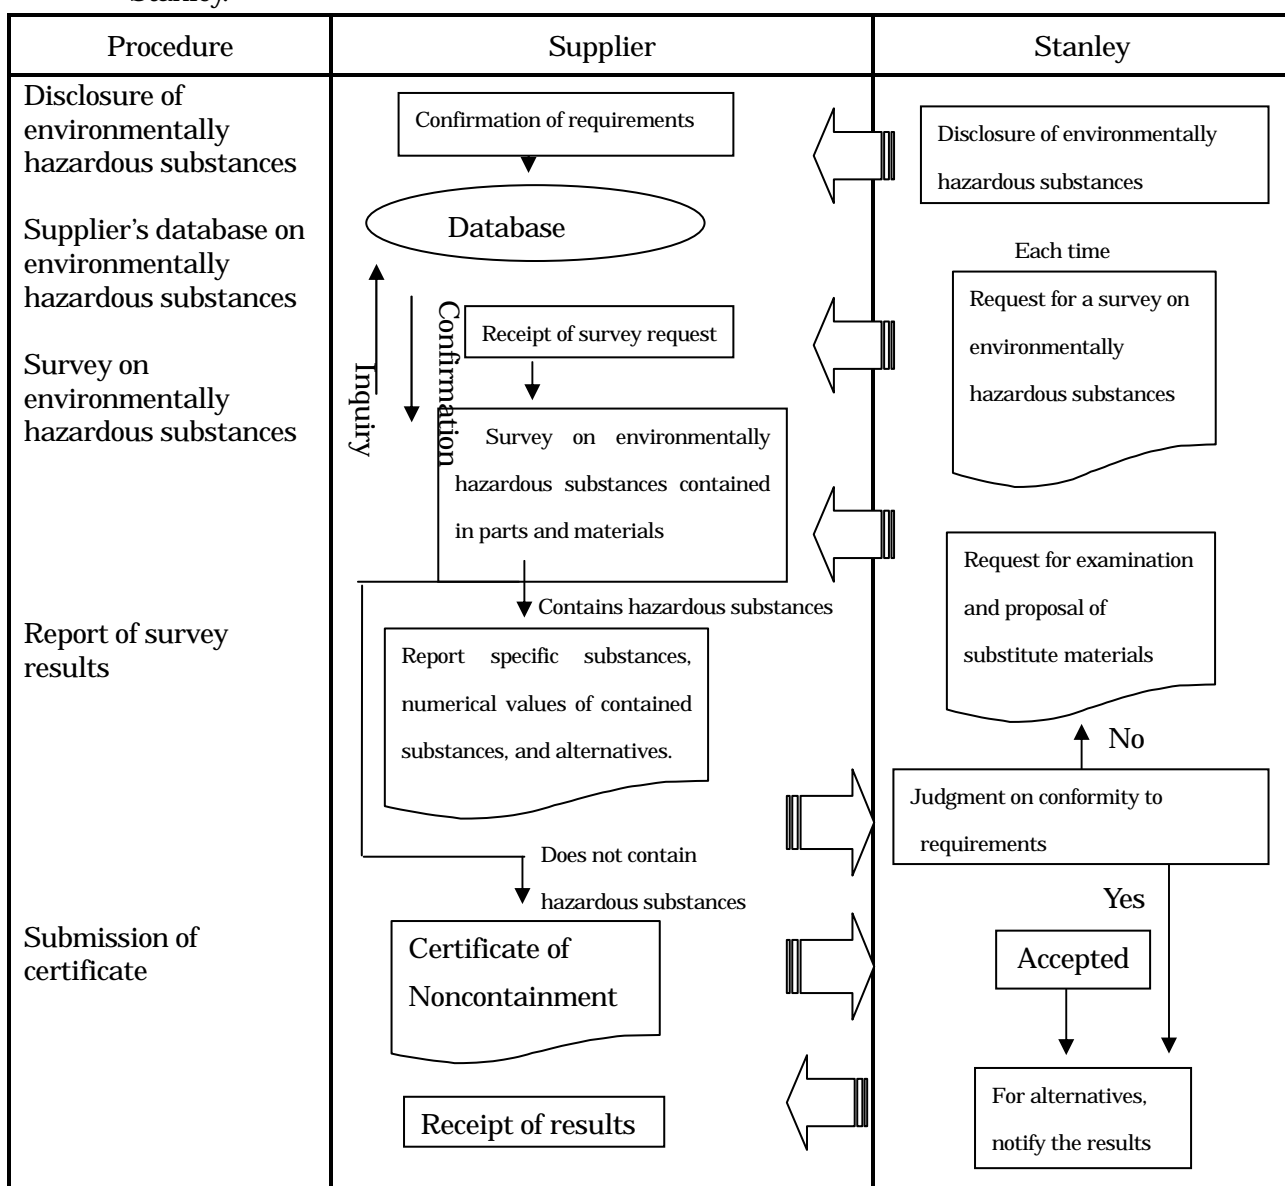 Stanley.
Procedure
Supplier
Stanley
Disclosure of
environmentally
hazardous substances
Confirmation of requirements
Disclosure of environmentally
hazardous substances
Supplier's database on
environmentally
hazardous substances
Database
Each time
Request for a survey on
environmentally
hazardous substances
Inquiry
Confirmation
Receipt of survey request
Survey on
environmentally
hazardous substances
Survey on environmentally
hazardous substances contained
in parts and materials
Request for examination
and proposal of
substitute materials
Contains hazardous substances
Report of survey
results
Report specific substances,
numerical values of contained
substances, and alternatives.
No
Judgment on conformity to
requirements
Does not contain
hazardous substances
Yes
Submission of
certificate
Certificate of
Noncontainment
Accepted
For alternatives,
notify the results
Receipt of results